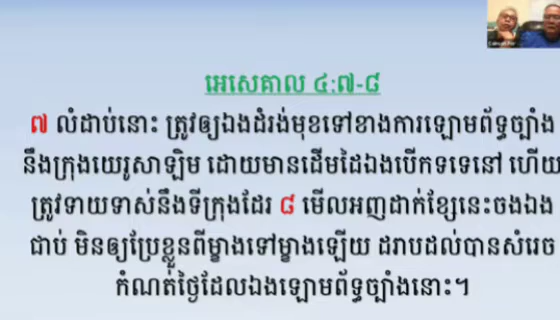 អេសេគាល ៤:៧-៨
៧ លំដាប់នោះ ត្រូវឲ្យឯងដំរង់មុខទៅខាងការឡោមព័ទ្ធច្បាំង
នឹងក្រុងយេរូសាឡិម ដោយមានដើមដៃឯងបើកទទេនៅ ហើយ
ត្រូវទាយទាស់នឹងទីក្រុងដែរ ៨ មើលអញដាក់ខ្សែនេះចងឯង
ជាប់ មិនឲ្យប្រែខ្លួនពីម្ខាងទៅម្ខាងឡើយ ដរាបដល់បានសំរេច
កំណត់ថ្ងៃដែលឯងឡោមព័ទ្ធច្បាំងនោះ។